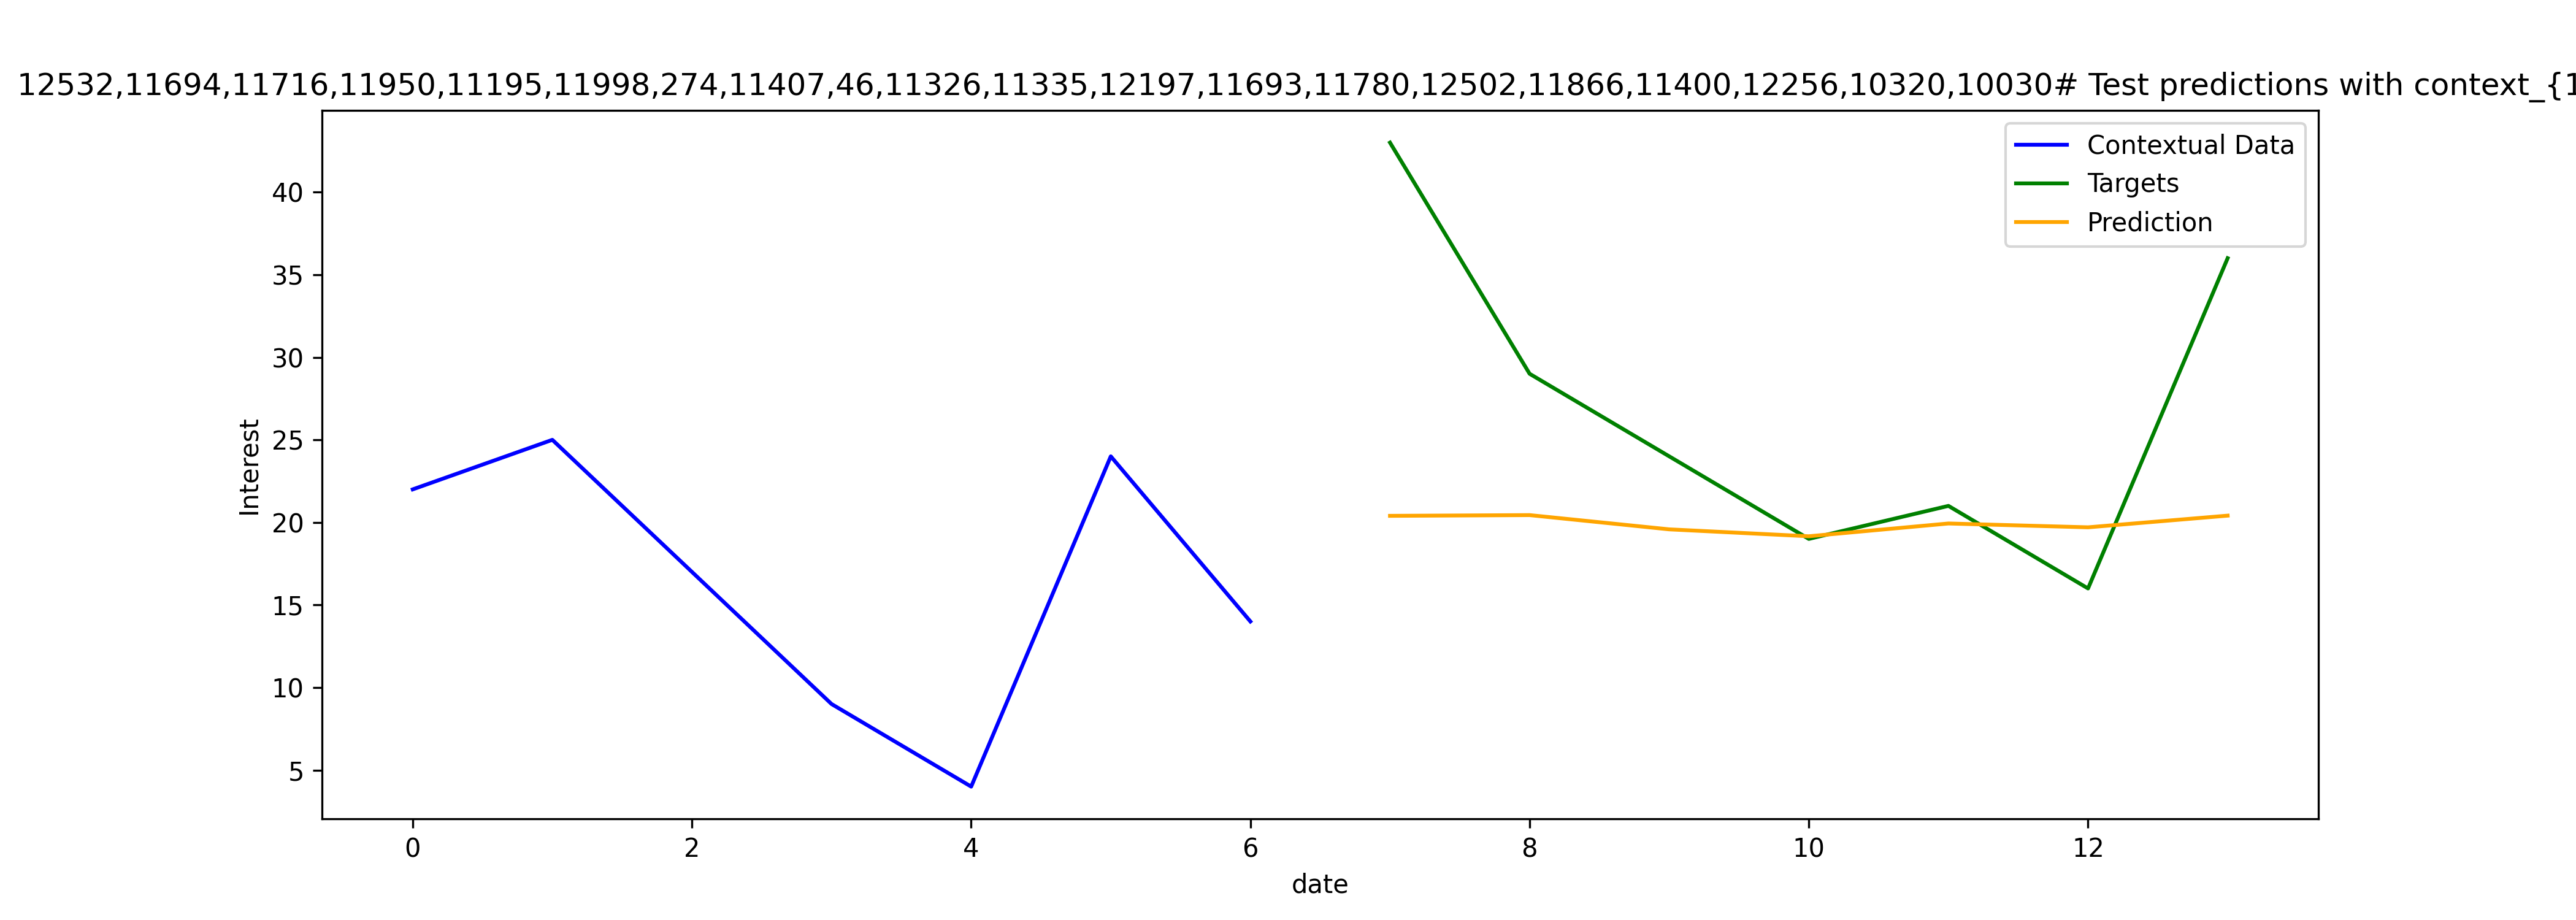 12532,11694,11716,11950,11195,11998,274,11407,46,11326,11335,12197,11693,11780,12502,11866,11400,12256,10320,10030# Test predictions with context_{1
Contextual Data
Targets
Prediction
Interest
40
35
30
25
20
15
10
5
0 2 4 6 8 10 12
date